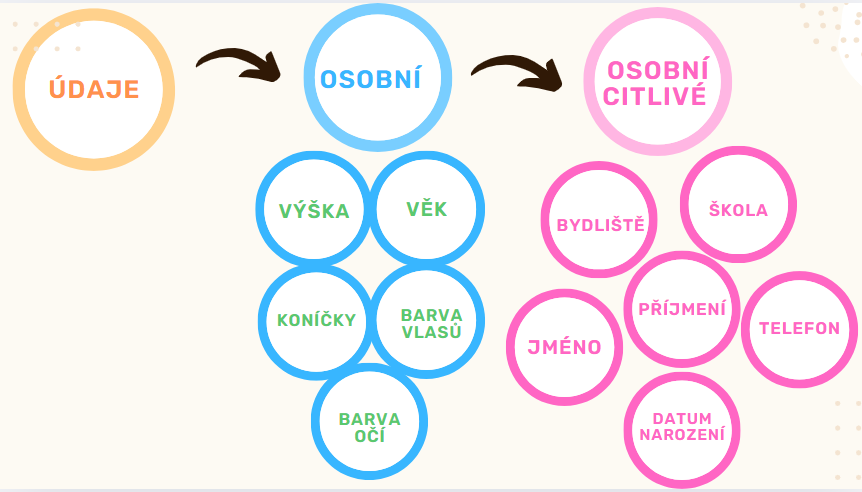 ÚDAJE
OSOBNÍ
OSOBNÍ
CITLIVÉ
VÝŠKA
VĚK
KONÍČKY
BARVA
VLASŮ
BARVA
OČÍ
BYDLIŠTĚ
ŠKOLA
PŘÍJMENÍ
JMÉNO
TELEFON
DATUM
NAROZENÍ